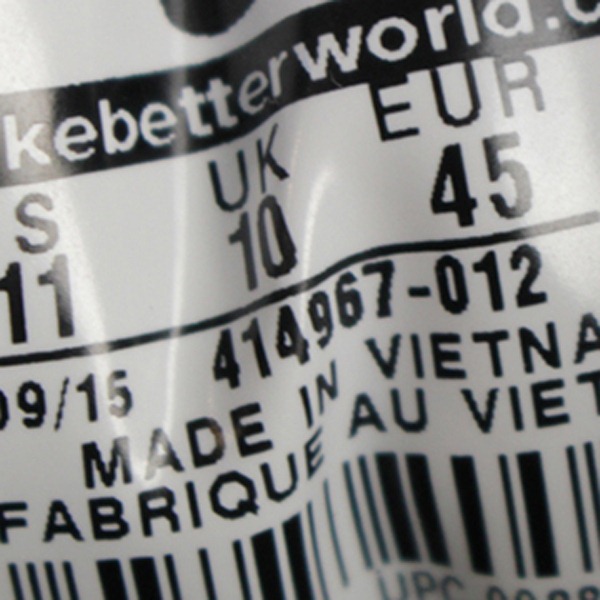 kebetterworld.c
S UK EUR
11 10 45
09/15 414967-012
MADE IN VIETNA
FABRIQUE AU VIET
UPC